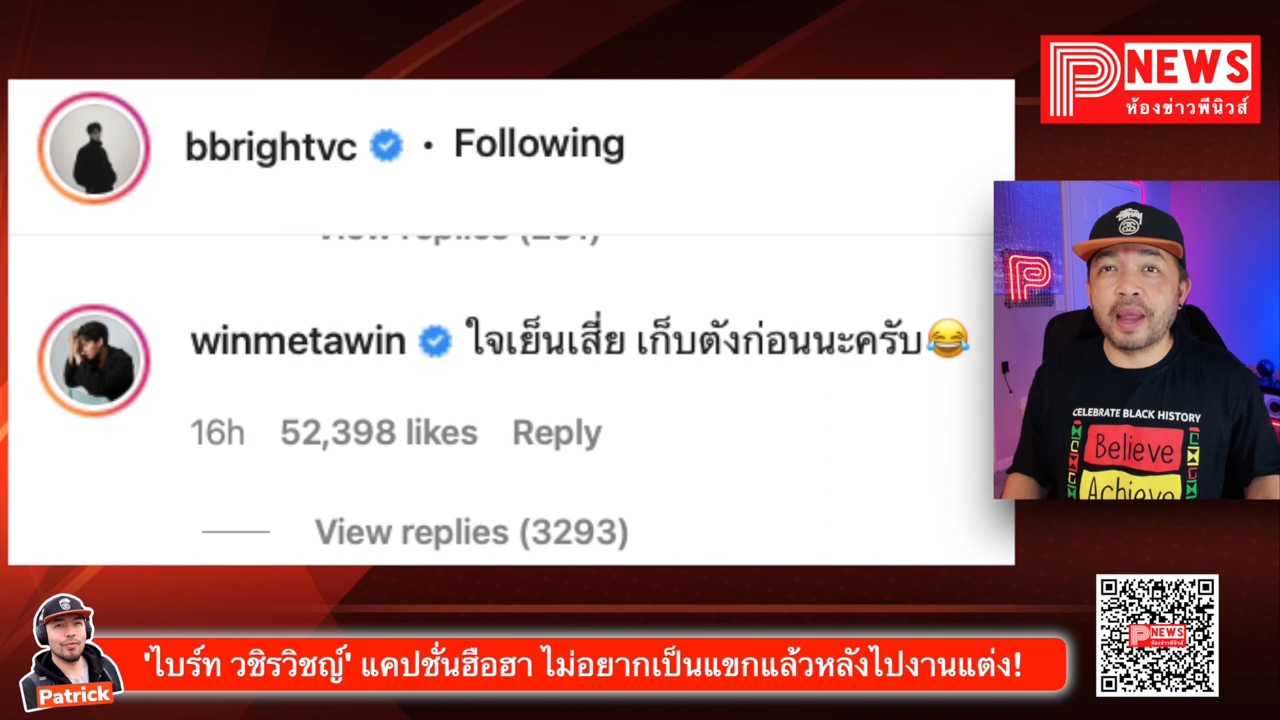 PNEWS
ห้องข่าวพีนิวส์
bbrightvc • Following
winmetawin ใจเย็นเสี่ย เก็บตังก่อนนะครับ😂
16h 52,398 likes Reply
View replies (3293)
CELEBRATE BLACK HISTORY
Believe
Achieve
Patrick
'ไบร์ท วชิรวิชญ์' แคปชั่นฮือฮา ไม่อยากเป็นแขกแล้วหลังไปงานแต่ง!
PNEWS